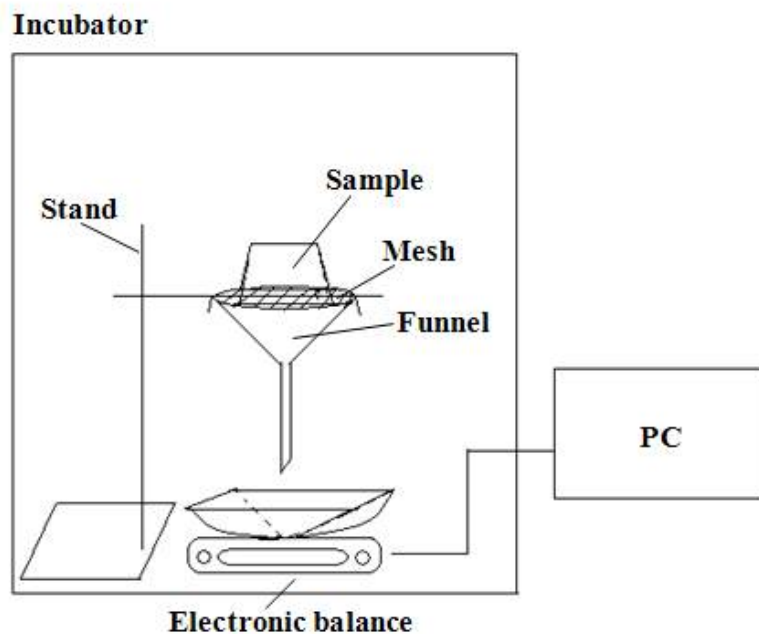 Incubator
Sample
Stand
Mesh
Funnel
PC
Electronic balance